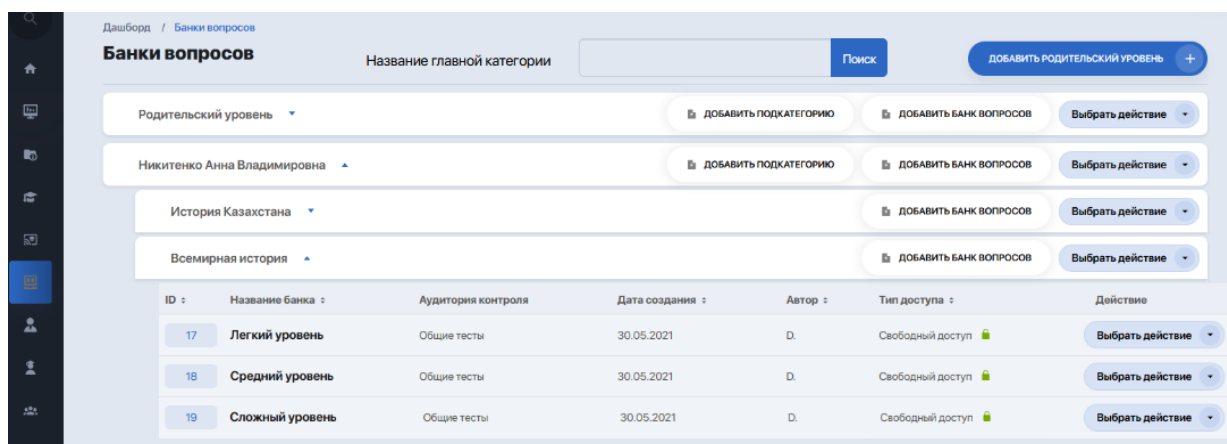 Дашборд / Банки вопросов
Банки вопросов Название главной категории Поиск ДОБАВИТЬ РОДИТЕЛЬСКИЙ УРОВЕНЬ +
Родительский уровень ДОБАВИТЬ ПОДКАТЕГОРИЮ ДОБАВИТЬ БАНК ВОПРОСОВ Выбрать действие
Никитенко Анна Владимировна ДОБАВИТЬ ПОДКАТЕГОРИЮ ДОБАВИТЬ БАНК ВОПРОСОВ Выбрать действие
История Казахстана ДОБАВИТЬ БАНК ВОПРОСОВ Выбрать действие
Всемирная история ДОБАВИТЬ БАНК ВОПРОСОВ Выбрать действие
ID Название банка Аудитория контроля Дата создания Автор Тип доступа Действие
17 Легкий уровень Общие тесты 30.05.2021 D. Свободный доступ Выбрать действие
18 Средний уровень Общие тесты 30.05.2021 D. Свободный доступ Выбрать действие
19 Сложный уровень Общие тесты 30.05.2021 D. Свободный доступ Выбрать действие